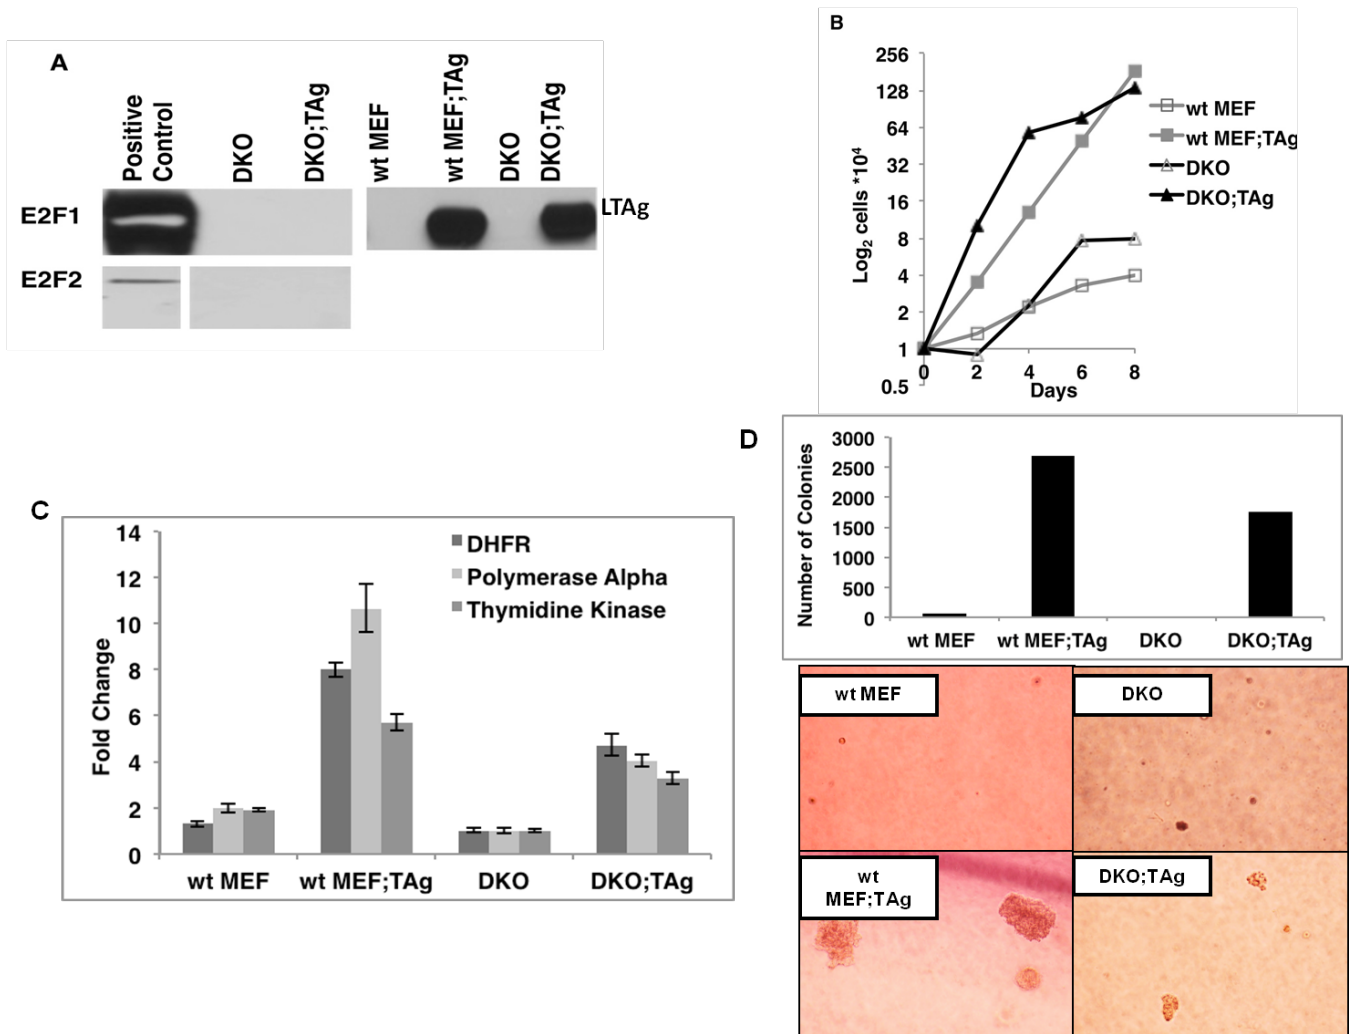 A
Positive
Control
DKO
DKO;TAg
wt MEF
wt MEF;TAg
DKO
DKO;TAg
E2F1
LTAg
E2F2
B
256
128
64
32
16
8
4
2
1
0.5
Log2 cells *10^4
0 2 4 6 8
Days
wt MEF
wt MEF;TAg
DKO
DKO;TAg
C
14
12
10
8
6
4
2
0
Fold Change
DHFR
Polymerase Alpha
Thymidine Kinase
wt MEF wt MEF;TAg DKO DKO;TAg
D
3000
2500
2000
1500
1000
500
0
Number of Colonies
wt MEF wt MEF;TAg DKO DKO;TAg
wt MEF
DKO
wt
MEF;TAg
DKO;TAg